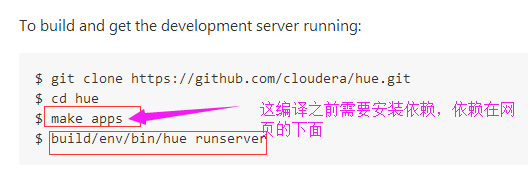 To build and get the development server running:
$ git clone https://github.com/cloudera/hue.git
$ cd hue
$ make apps
这编译之前需要安装依赖，依赖在网
页的下面
$ build/env/bin/hue runserver